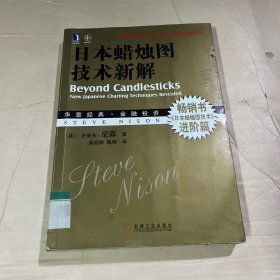 日本蜡烛图
技术新解
Beyond Candlesticks
New Japanese Charting Techniques Revealed
华章经典·金融投资
STEVE NISON
(美) 史蒂夫·尼森 著
畅销书
《日本蜡烛图技术》
进阶篇
Steve
Nison
机械工业出版社